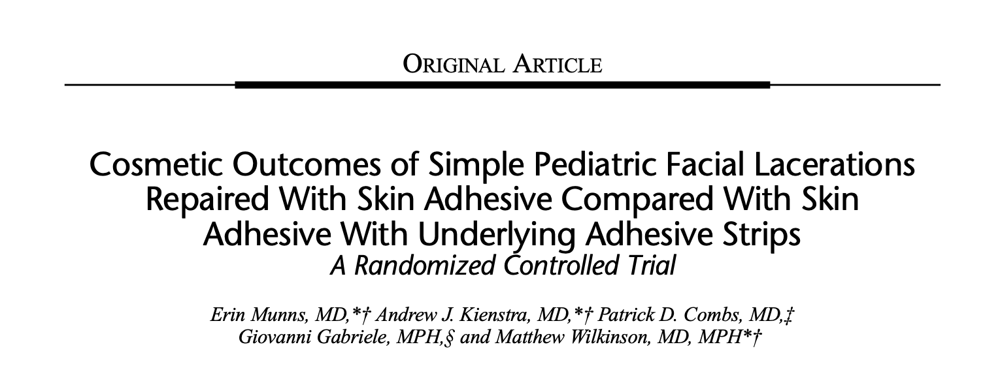 ORIGINAL ARTICLE
Cosmetic Outcomes of Simple Pediatric Facial Lacerations
Repaired With Skin Adhesive Compared With Skin
Adhesive With Underlying Adhesive Strips
A Randomized Controlled Trial
Erin Munns, MD,*† Andrew J. Kienstra, MD,*† Patrick D. Combs, MD,‡
Giovanni Gabriele, MPH,§ and Matthew Wilkinson, MD, MPH*†